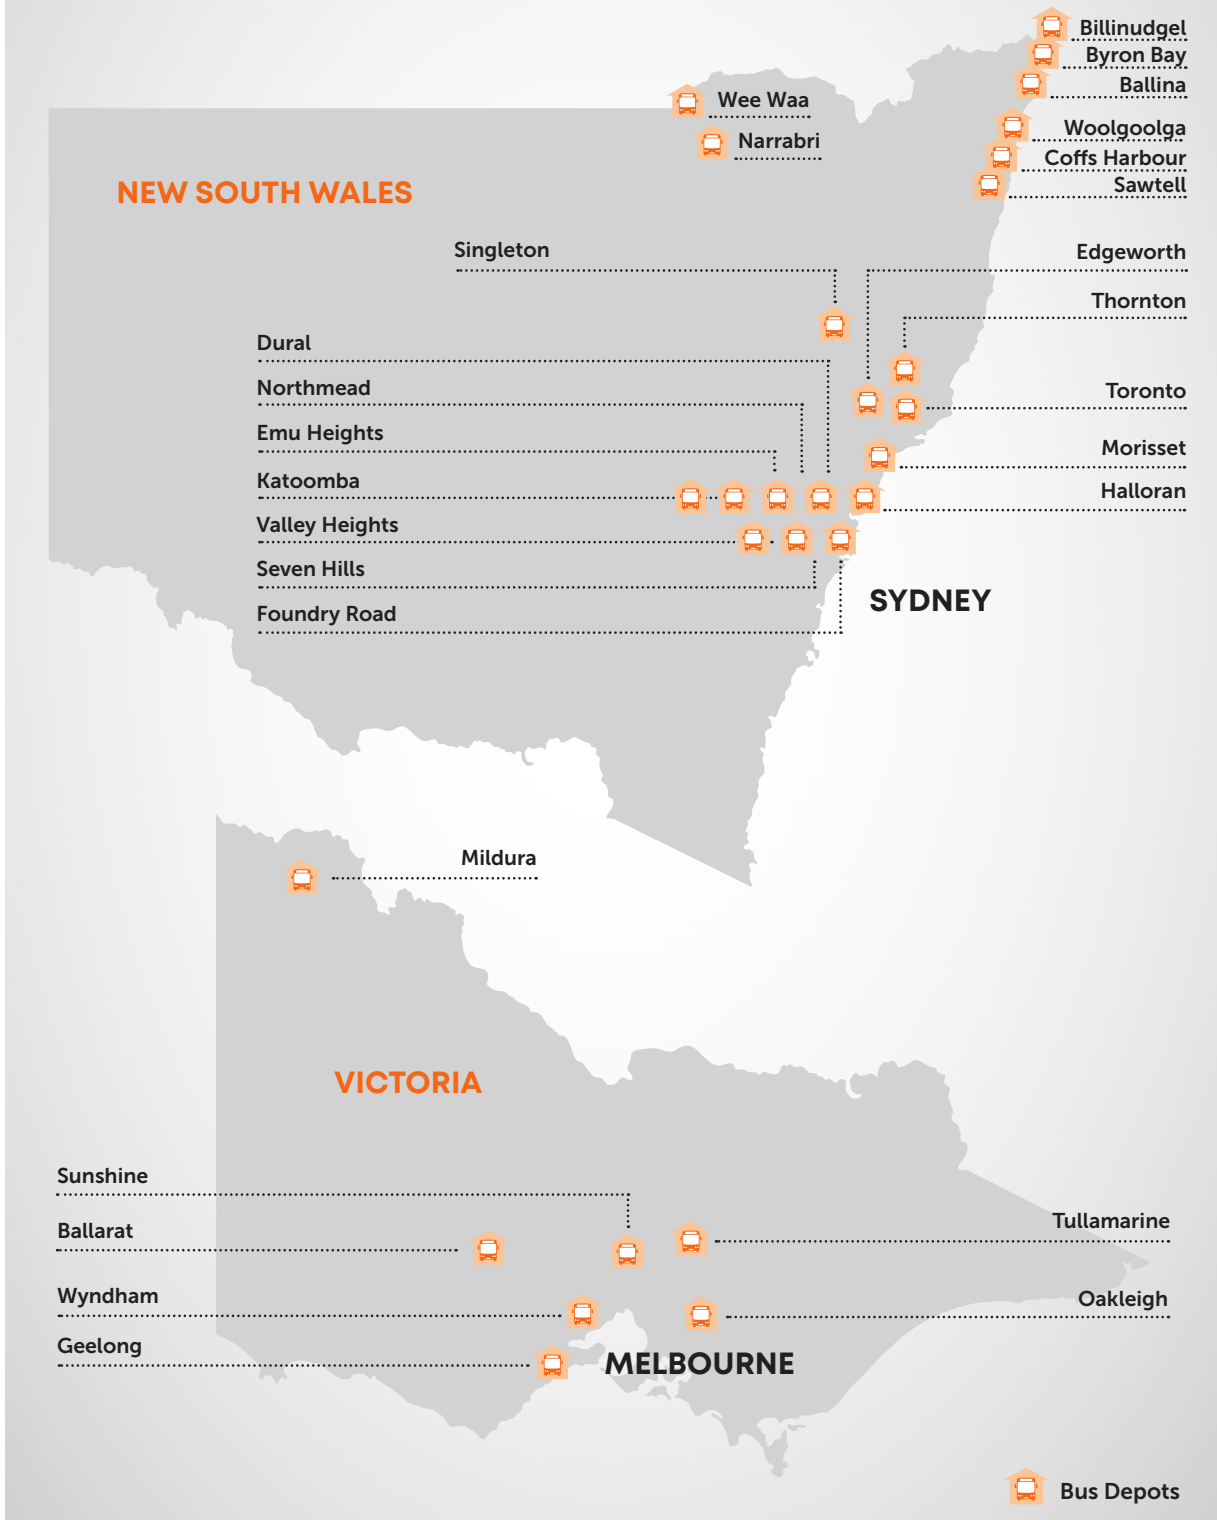 Billinudgel
Byron Bay
Ballina
Wee Waa
Woolgoolga
Narrabri
Coffs Harbour
Sawtell
NEW SOUTH WALES
Singleton
Edgeworth
Thornton
Dural
Northmead
Toronto
Emu Heights
Morisset
Katoomba
Halloran
Valley Heights
Seven Hills
SYDNEY
Foundry Road
Mildura
VICTORIA
Sunshine
Ballarat
Tullamarine
Wyndham
Oakleigh
Geelong
MELBOURNE
Bus Depots